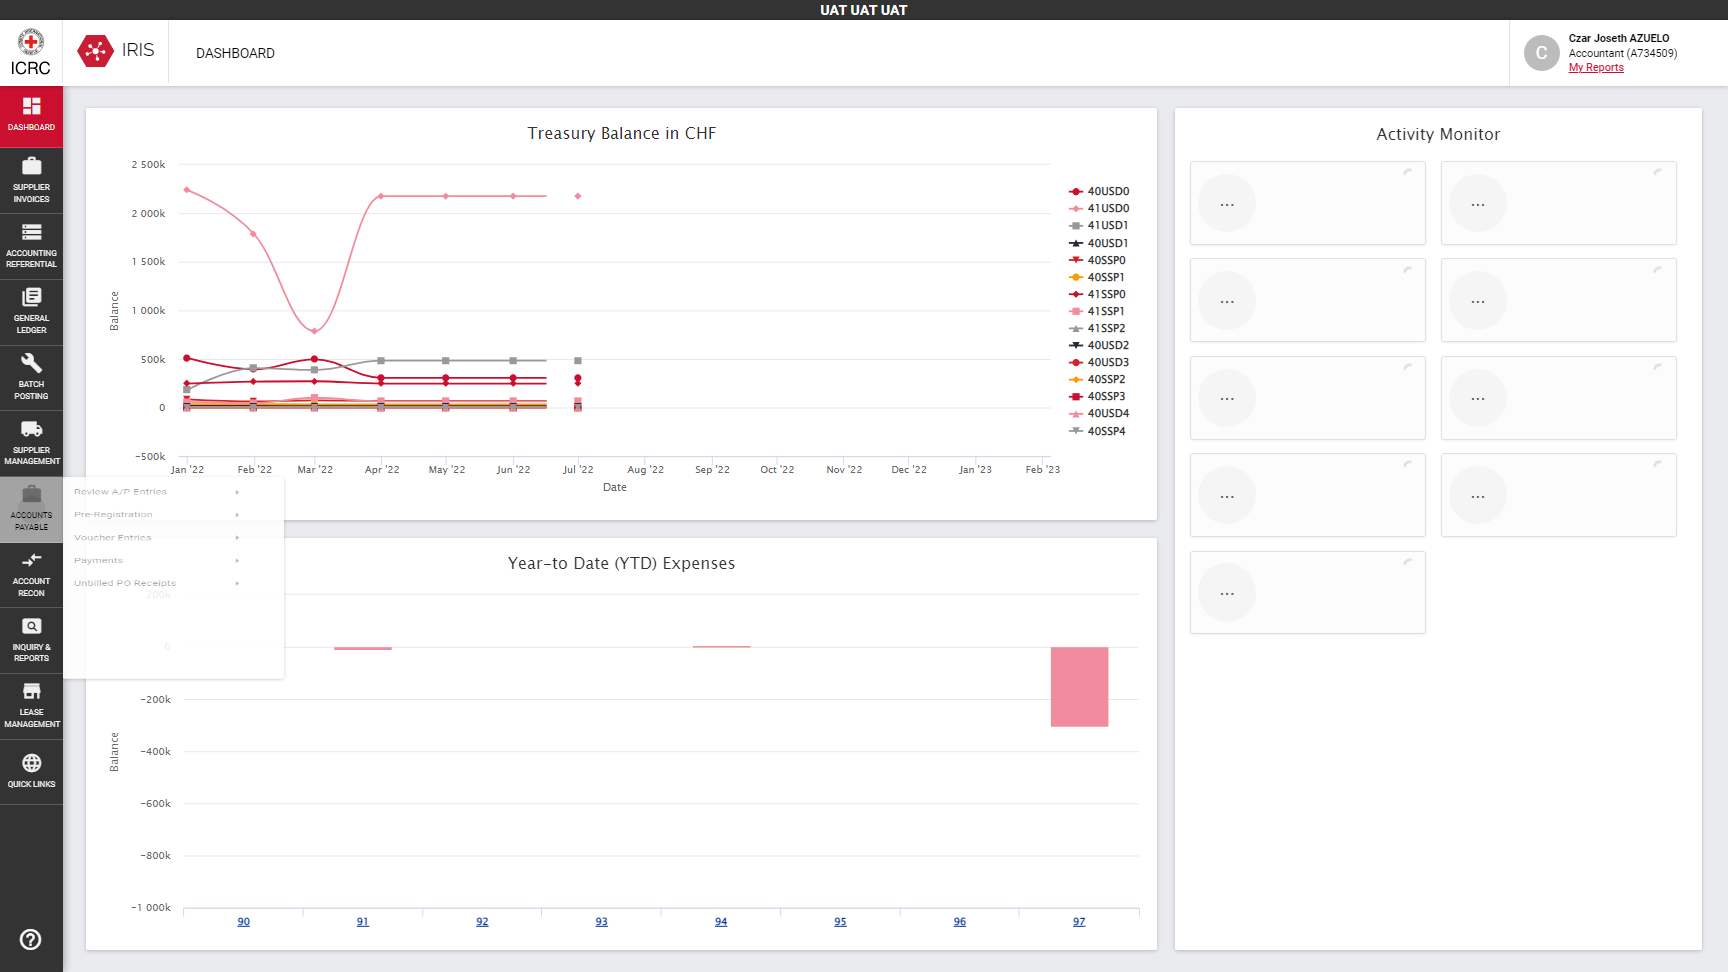 UAT UAT UAT
ICRC
IRIS
DASHBOARD
C
Czar Joseth AZUELO
Accountant (A734509)
My Reports
DASHBOARD
SUPPLIER
INVOICES
ACCOUNTING
REFERENTIAL
GENERAL
LEDGER
BATCH
POSTING
SUPPLIER
MANAGEMENT
ACCOUNTS
PAYABLE
ACCOUNT
RECON
INQUIRY &
REPORTS
LEASE
MANAGEMENT
QUICK LINKS
Review A/P Entries
Pre-Registration
Voucher Entries
Payments
Unbilled PO Receipts
Treasury Balance in CHF
2 500k
2 000k
1 500k
1 000k
500k
0
-500k
Balance
Jan '22 Feb '22 Mar '22 Apr '22 May '22 Jun '22 Jul '22 Aug '22 Sep '22 Oct '22 Nov '22 Dec '22 Jan '23 Feb '23
Date
40USD0
41USD0
41USD1
40USD1
40SSP0
40SSP1
41SSP0
41SSP1
41SSP2
40USD2
40USD3
40SSP2
40SSP3
40USD4
40SSP4
Year-to Date (YTD) Expenses
200k
0
-200k
-400k
-600k
-800k
-1 000k
Balance
90 91 92 93 94 95 96 97
Activity Monitor
... ...
... ...
... ...
... ...
...